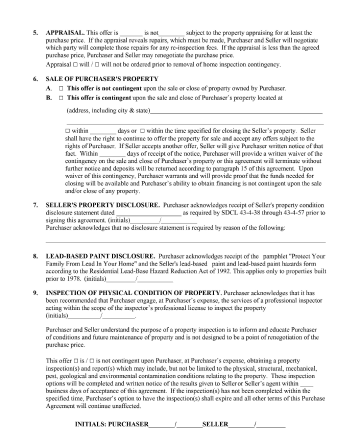 5. APPRAISAL. This offer is ________ is not________ subject to the property appraising for at least the
purchase price. If the appraisal reveals repairs, which must be made, Purchaser and Seller will negotiate
which party will complete those repairs for any re-inspection fees. If the appraisal is less than the agreed
purchase price, Purchaser and Seller may renegotiate the purchase price.
Appraisal ☐ will / ☐ will not be ordered prior to removal of home inspection contingency.
6. SALE OF PURCHASER'S PROPERTY
A. ☐ This offer is not contingent upon the sale or close of property owned by Purchaser.
B. ☐ This offer is contingent upon the sale and close of Purchaser's property located at
(address, including city and state)
☐ within ________ days or ☐ within the time specified for closing the Seller's property. Seller
shall have the right to continue to offer the property for sale and accept any offers subject to the
rights of Purchaser. If Seller accepts another offer, Seller will give Purchaser written notice of that
fact. Within ________ days of receipt of the notice, Purchaser will provide a written waiver of the
contingency on the sale and close of Purchaser's property or this agreement will terminate without
further notice and deposits will be returned according to paragraph 15 of this agreement. Upon
waiver of this contingency, Purchaser warrants and will provide proof that the funds needed for
closing will be available and Purchaser's ability to obtain financing is not contingent upon the sale
and/or close of any property.
7. SELLER'S PROPERTY DISCLOSURE. Purchaser acknowledges receipt of Seller's property condition
disclosure statement dated ____________________ as required by SDCL 43-4-38 through 43-4-57 prior to
signing this agreement. (initials)__________/__________
Purchaser acknowledges that no disclosure statement is required by reason of the following:
8. LEAD-BASED PAINT DISCLOSURE. Purchaser acknowledges receipt of the pamphlet "Protect Your
Family From Lead In Your Home" and the Seller's lead-based paint and lead-based paint hazards form
according to the Residential Lead-Base Hazard Reduction Act of 1992. This applies only to properties built
prior to 1978. (initials)__________/__________
9. INSPECTION OF PHYSICAL CONDITION OF PROPERTY. Purchaser acknowledges that it has
been recommended that Purchaser engage, at Purchaser's expense, the services of a professional inspector
acting within the scope of the inspector's professional license to inspect the property
(initials)__________/__________.
Purchaser and Seller understand the purpose of a property inspection is to inform and educate Purchaser
of conditions and future maintenance of property and is not designed to be a point of renegotiation of the
purchase price.
This offer ☐ is / ☐ is not contingent upon Purchaser, at Purchaser's expense, obtaining a property
inspection(s) and report(s) which may include, but not be limited to the physical, structural, mechanical,
pest, geological and environmental contamination conditions relating to the property. These inspection
options will be completed and written notice of the results given to Seller or Seller's agent within ____
business days of acceptance of this agreement. If the inspection(s) has not been completed within the
specified time, Purchaser's option to have the inspection(s) shall expire and all other terms of this Purchase
Agreement will continue unaffected.
INITIALS: PURCHASER_______/_______SELLER_______/_______